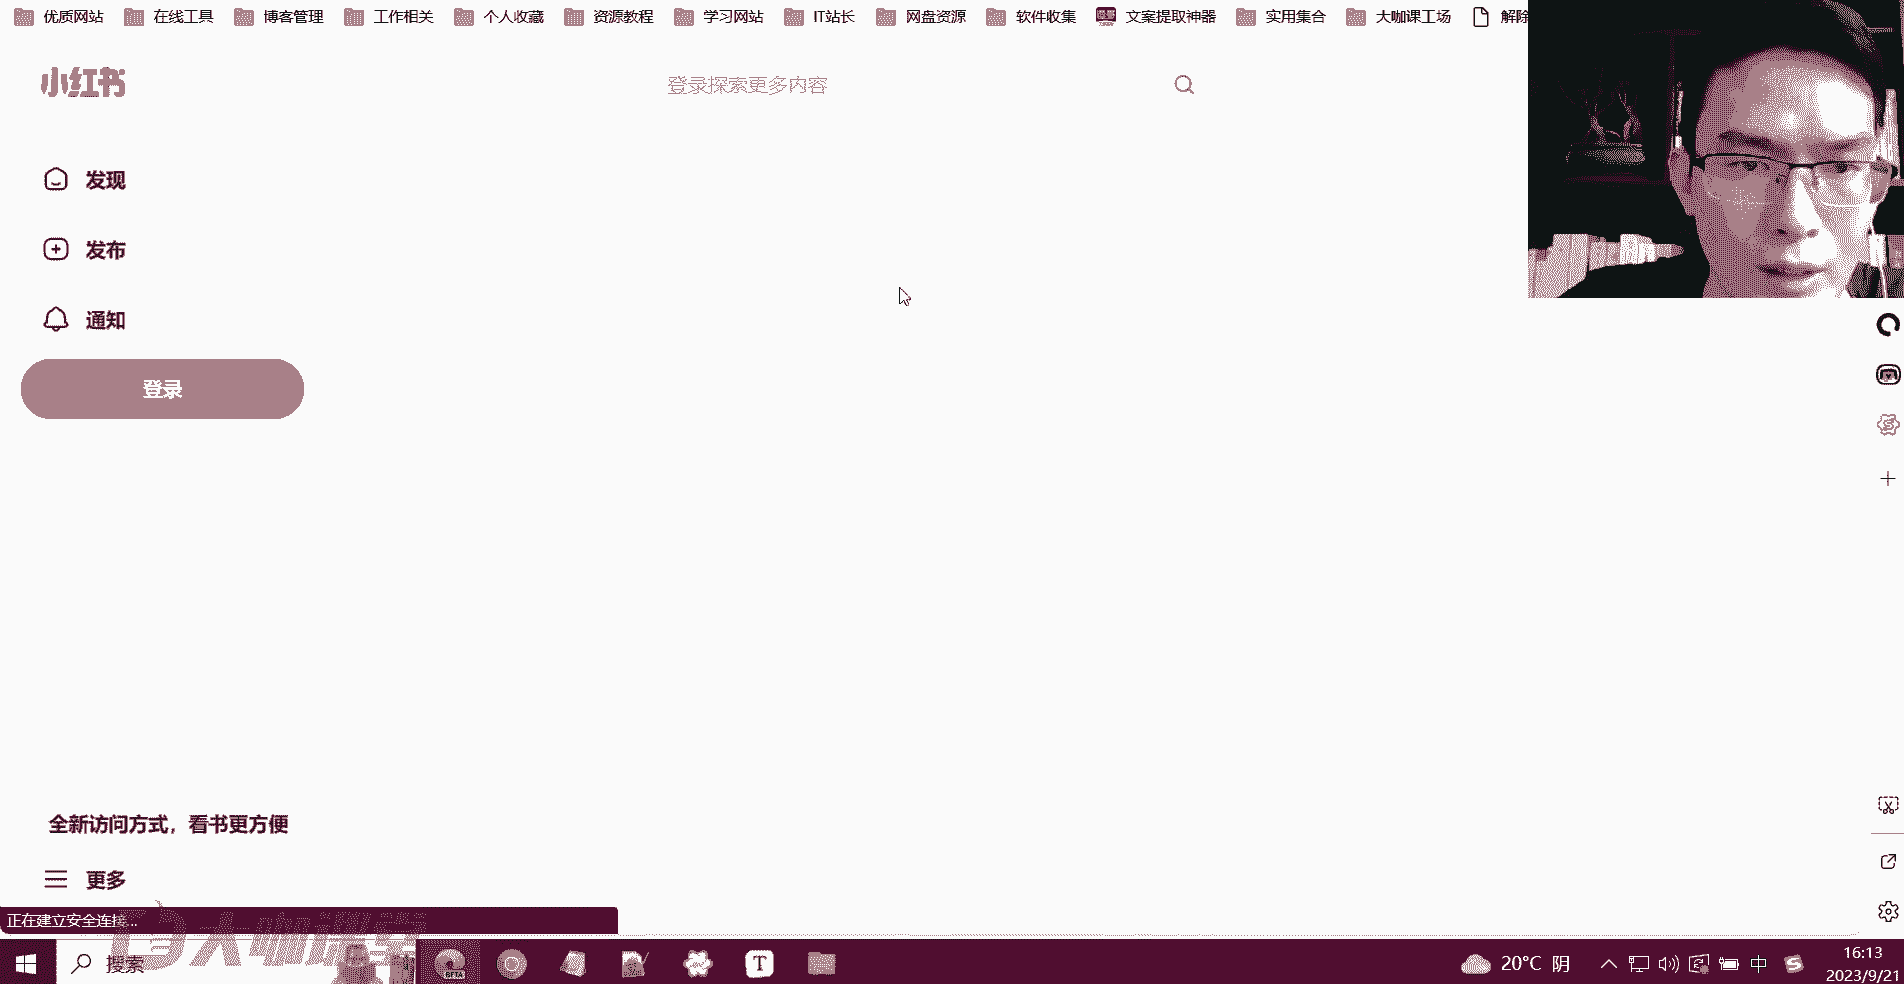 优质网站 在线工具 博客管理 工作相关 个人收藏 资源教程 学习网站 IT站长 网盘资源 软件收集 文案提取神器 实用集合 大咖课工场 解除
小红书 登录探索更多内容
发现
发布
通知
登录
全新访问方式，看书更方便
更多
正在建立安全连接...
大咖课堂
搜索 BETA T 20°C 阴 中 16:13
2023/9/21